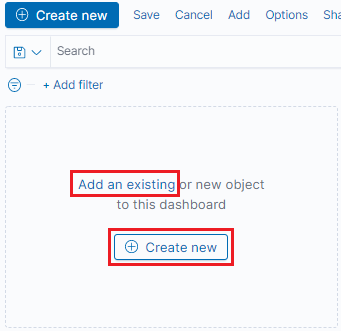 Create new Save Cancel Add Options
Search
+ Add filter
Add an existing or new object
to this dashboard
Create new